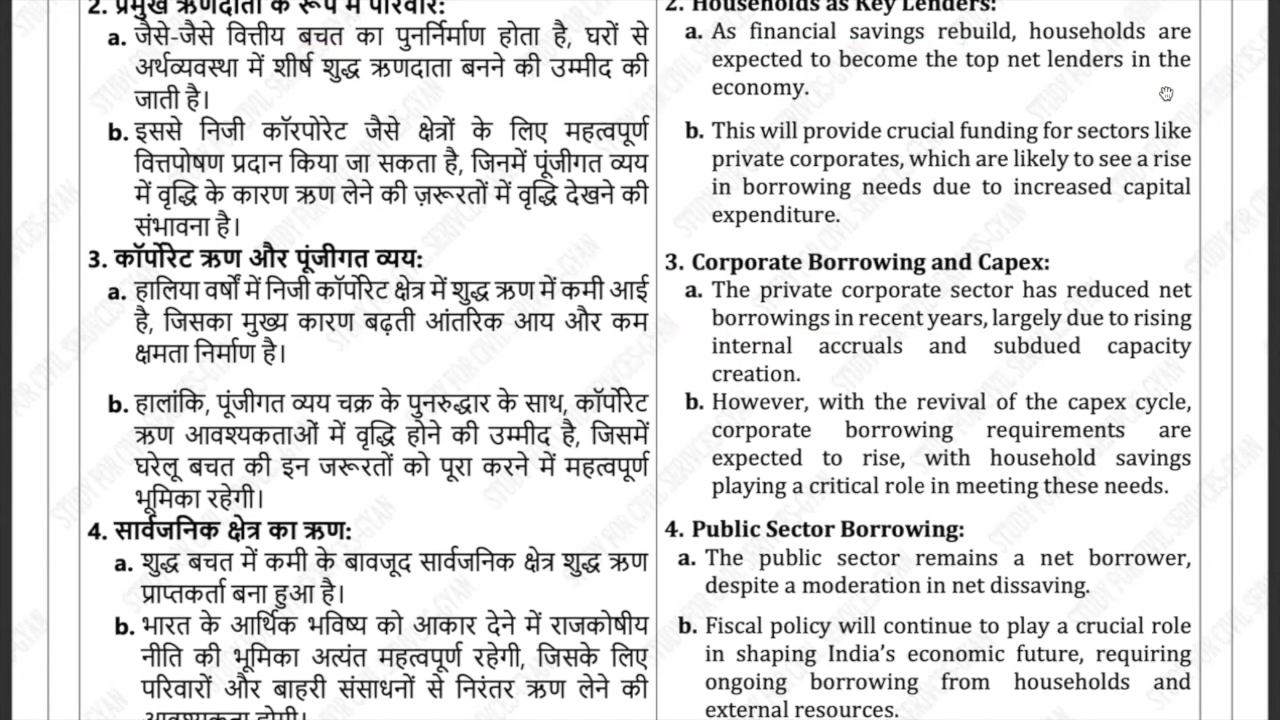 2. प्रमुख ऋणदाता के रूप में परिवार:
a. जैसे-जैसे वित्तीय बचत का पुनर्निर्माण होता है, घरों से
अर्थव्यवस्था में शीर्ष शुद्ध ऋणदाता बनने की उम्मीद की
जाती है।
b. इससे निजी कॉरपोरेट जैसे क्षेत्रों के लिए महत्वपूर्ण
वित्तपोषण प्रदान किया जा सकता है, जिनमें पूंजीगत व्यय
में वृद्धि के कारण ऋण लेने की ज़रूरतों में वृद्धि देखने की
संभावना है।
3. कॉर्पोरेट ऋण और पूंजीगत व्यय:
a. हालिया वर्षों में निजी कॉर्पोरेट क्षेत्र में शुद्ध ऋण में कमी आई
है, जिसका मुख्य कारण बढ़ती आंतरिक आय और कम
क्षमता निर्माण है।
b. हालांकि, पूंजीगत व्यय चक्र के पुनरुद्धार के साथ, कॉर्पोरेट
ऋण आवश्यकताओं में वृद्धि होने की उम्मीद है, जिसमें
घरेलू बचत की इन जरूरतों को पूरा करने में महत्वपूर्ण
भूमिका रहेगी।
4. सार्वजनिक क्षेत्र का ऋण:
a. शुद्ध बचत में कमी के बावजूद सार्वजनिक क्षेत्र शुद्ध ऋण
प्राप्तकर्ता बना हुआ है।
b. भारत के आर्थिक भविष्य को आकार देने में राजकोषीय
नीति की भूमिका अत्यंत महत्वपूर्ण रहेगी, जिसके लिए
परिवारों और बाहरी संसाधनों से निरंतर ऋण लेने की
आवश्यकता होगी।
2. Households as Key Lenders:
a. As financial savings rebuild, households are
expected to become the top net lenders in the
economy.
b. This will provide crucial funding for sectors like
private corporates, which are likely to see a rise
in borrowing needs due to increased capital
expenditure.
3. Corporate Borrowing and Capex:
a. The private corporate sector has reduced net
borrowings in recent years, largely due to rising
internal accruals and subdued capacity
creation.
b. However, with the revival of the capex cycle,
corporate borrowing requirements are
expected to rise, with household savings
playing a critical role in meeting these needs.
4. Public Sector Borrowing:
a. The public sector remains a net borrower,
despite a moderation in net dissaving.
b. Fiscal policy will continue to play a crucial role
in shaping India's economic future, requiring
ongoing borrowing from households and
external resources.